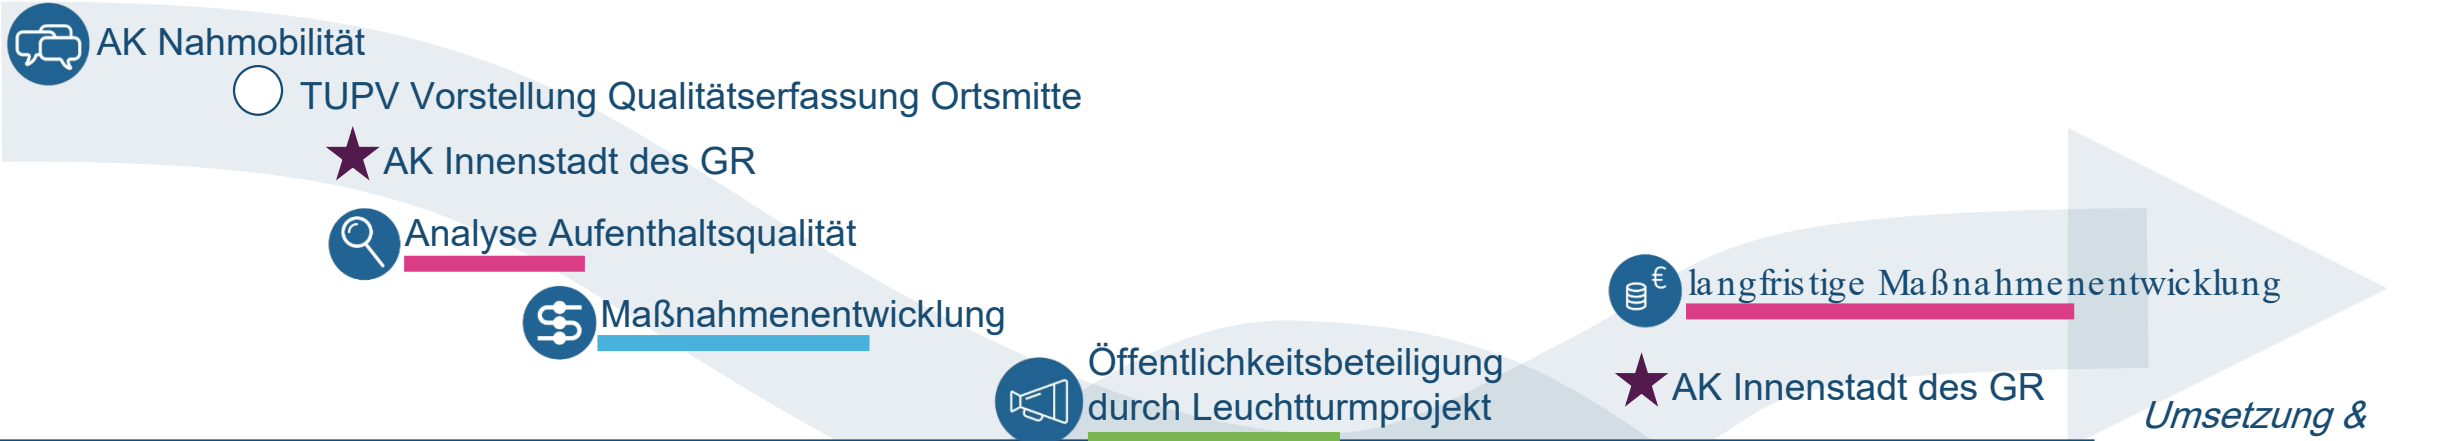 AK Nahmobilität
TUPV Vorstellung Qualitätserfassung Ortsmitte
AK Innenstadt des GR
Analyse Aufenthaltsqualität
Maßnahmenentwicklung
Öffentlichkeitsbeteiligung
durch Leuchtturmprojekt
€
langfristige Maßnahmenentwicklung
AK Innenstadt des GR
Umsetzung &